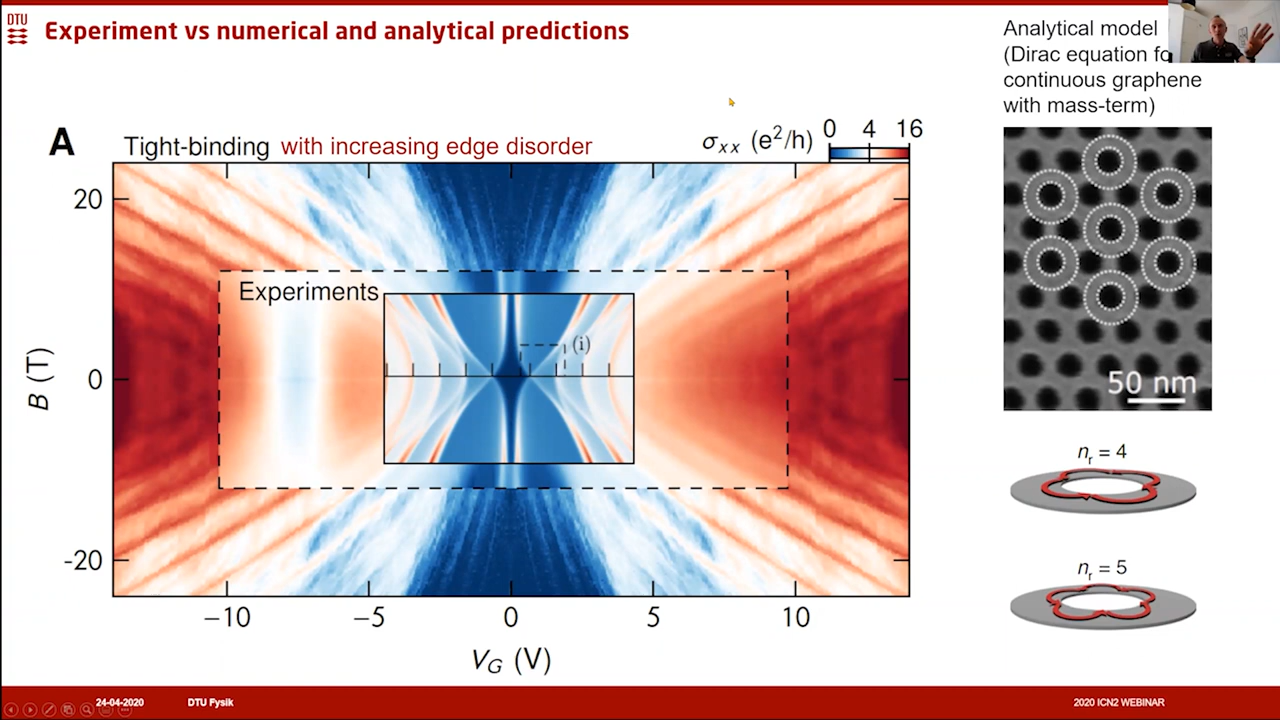 DTU
Experiment vs numerical and analytical predictions
Analytical model
(Dirac equation fo
continuous graphene
with mass-term)
A
Tight-binding with increasing edge disorder
σxx (e²/h)
0 4 16
20
0
-20
B (T)
Experiments
(i)
50 nm
nr = 4
nr = 5
−10 −5 0 5 10
VG (V)
24-04-2020
DTU Fysik
2020 ICN2 WEBINAR